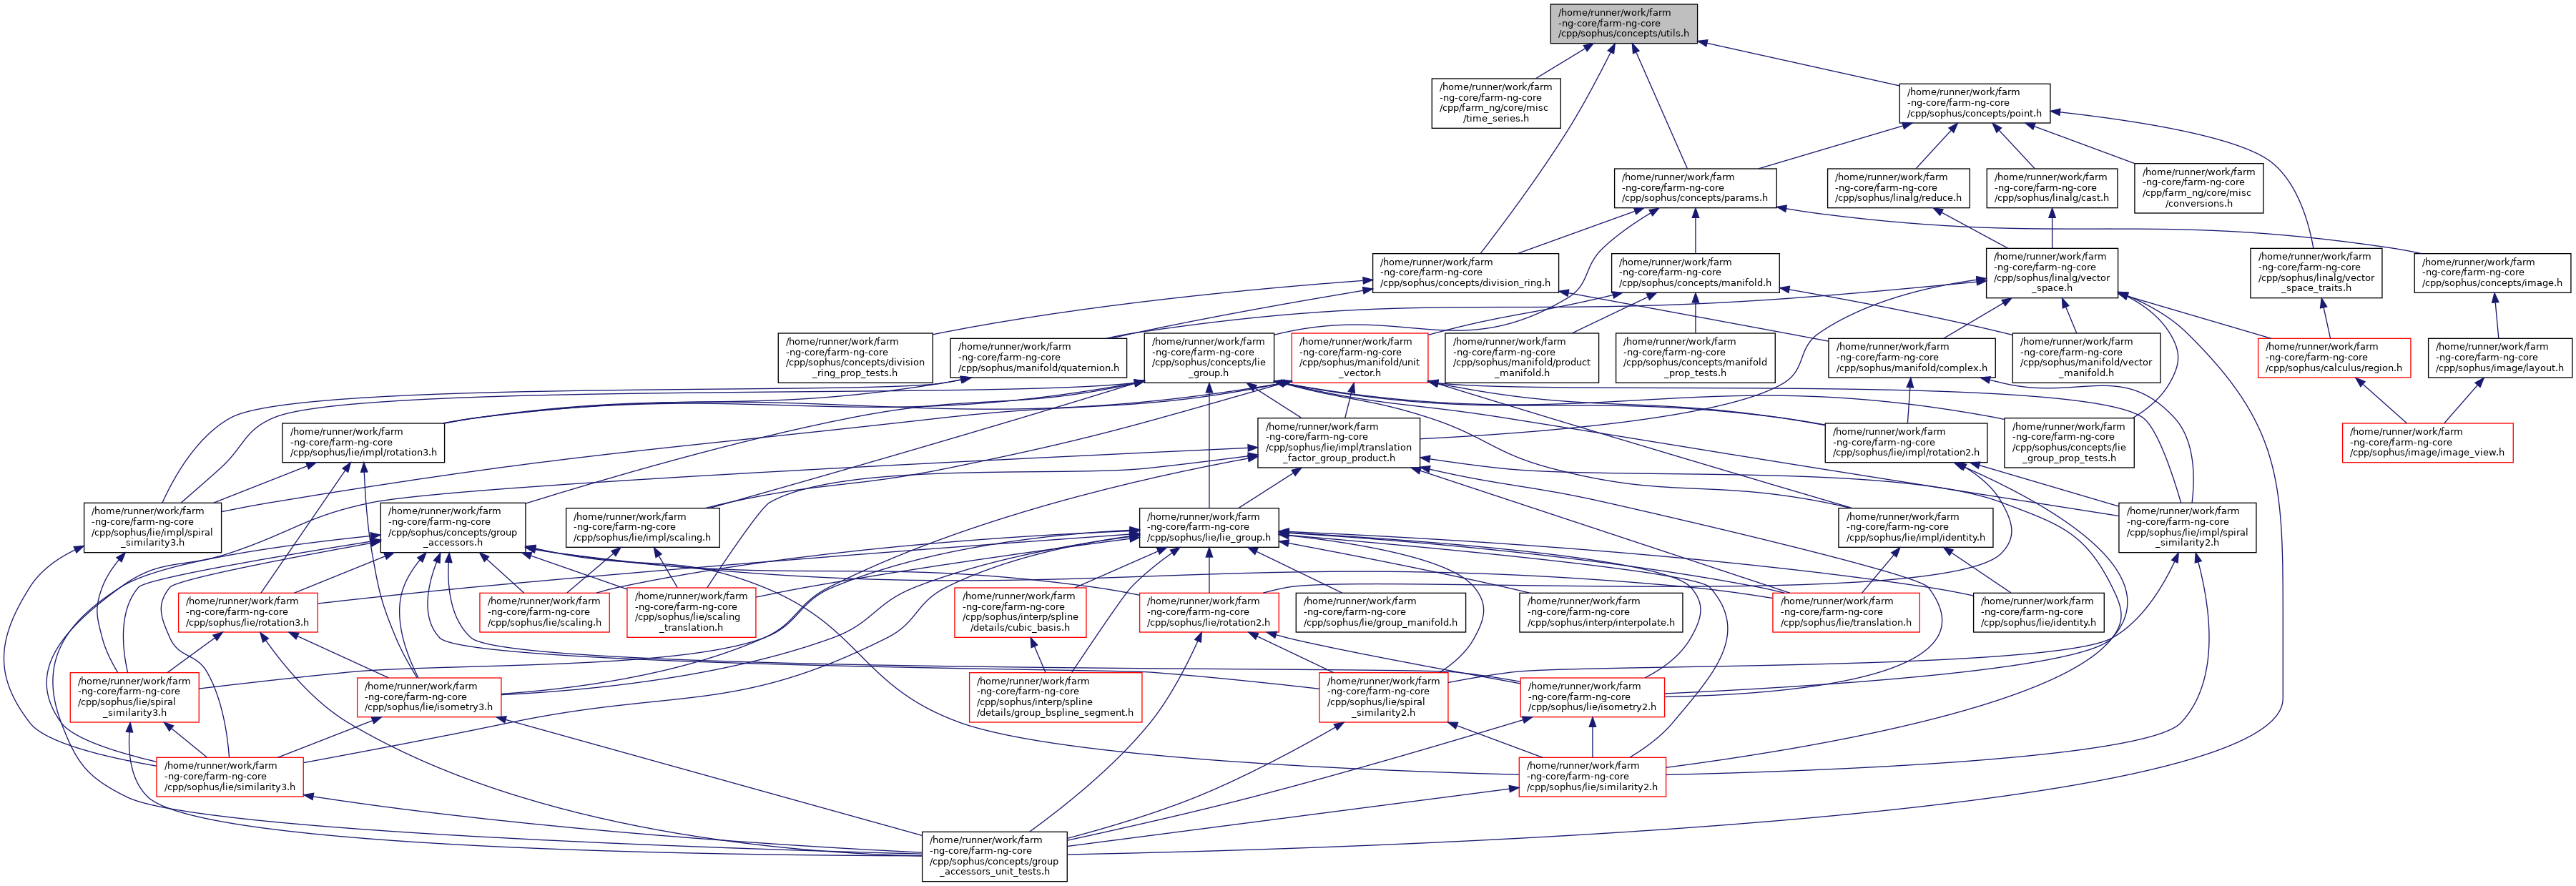 /home/runner/work/farm
-ng-core/farm-ng-core
/cpp/sophus/concepts/utils.h
/home/runner/work/farm
-ng-core/farm-ng-core
/cpp/farm_ng/core/misc
/time_series.h
/home/runner/work/farm
-ng-core/farm-ng-core
/cpp/sophus/concepts/point.h
/home/runner/work/farm
-ng-core/farm-ng-core
/cpp/sophus/concepts/params.h
/home/runner/work/farm
-ng-core/farm-ng-core
/cpp/sophus/linalg/reduce.h
/home/runner/work/farm
-ng-core/farm-ng-core
/cpp/sophus/linalg/cast.h
/home/runner/work/farm
-ng-core/farm-ng-core
/cpp/farm_ng/core/misc
/conversions.h
/home/runner/work/farm
-ng-core/farm-ng-core
/cpp/sophus/concepts/division_ring.h
/home/runner/work/farm
-ng-core/farm-ng-core
/cpp/sophus/concepts/manifold.h
/home/runner/work/farm
-ng-core/farm-ng-core
/cpp/sophus/linalg/vector
_space.h
/home/runner/work/farm
-ng-core/farm-ng-core
/cpp/sophus/linalg/vector
_space_traits.h
/home/runner/work/farm
-ng-core/farm-ng-core
/cpp/sophus/concepts/image.h
/home/runner/work/farm
-ng-core/farm-ng-core
/cpp/sophus/concepts/division
_ring_prop_tests.h
/home/runner/work/farm
-ng-core/farm-ng-core
/cpp/sophus/manifold/quaternion.h
/home/runner/work/farm
-ng-core/farm-ng-core
/cpp/sophus/concepts/lie
_group.h
/home/runner/work/farm
-ng-core/farm-ng-core
/cpp/sophus/manifold/unit
_vector.h
/home/runner/work/farm
-ng-core/farm-ng-core
/cpp/sophus/manifold/product
_manifold.h
/home/runner/work/farm
-ng-core/farm-ng-core
/cpp/sophus/concepts/manifold
_prop_tests.h
/home/runner/work/farm
-ng-core/farm-ng-core
/cpp/sophus/manifold/complex.h
/home/runner/work/farm
-ng-core/farm-ng-core
/cpp/sophus/manifold/vector
_manifold.h
/home/runner/work/farm
-ng-core/farm-ng-core
/cpp/sophus/calculus/region.h
/home/runner/work/farm
-ng-core/farm-ng-core
/cpp/sophus/image/layout.h
/home/runner/work/farm
-ng-core/farm-ng-core
/cpp/sophus/lie/impl/rotation3.h
/home/runner/work/farm
-ng-core/farm-ng-core
/cpp/sophus/lie/impl/translation
_factor_group_product.h
/home/runner/work/farm
-ng-core/farm-ng-core
/cpp/sophus/lie/impl/rotation2.h
/home/runner/work/farm
-ng-core/farm-ng-core
/cpp/sophus/concepts/lie
_group_prop_tests.h
/home/runner/work/farm
-ng-core/farm-ng-core
/cpp/sophus/image/image_view.h
/home/runner/work/farm
-ng-core/farm-ng-core
/cpp/sophus/lie/impl/spiral
_similarity3.h
/home/runner/work/farm
-ng-core/farm-ng-core
/cpp/sophus/concepts/group
_accessors.h
/home/runner/work/farm
-ng-core/farm-ng-core
/cpp/sophus/lie/impl/scaling.h
/home/runner/work/farm
-ng-core/farm-ng-core
/cpp/sophus/lie/lie_group.h
/home/runner/work/farm
-ng-core/farm-ng-core
/cpp/sophus/lie/impl/identity.h
/home/runner/work/farm
-ng-core/farm-ng-core
/cpp/sophus/lie/impl/spiral
_similarity2.h
/home/runner/work/farm
-ng-core/farm-ng-core
/cpp/sophus/lie/rotation3.h
/home/runner/work/farm
-ng-core/farm-ng-core
/cpp/sophus/lie/scaling.h
/home/runner/work/farm
-ng-core/farm-ng-core
/cpp/sophus/lie/scaling
_translation.h
/home/runner/work/farm
-ng-core/farm-ng-core
/cpp/sophus/interp/spline
/details/cubic_basis.h
/home/runner/work/farm
-ng-core/farm-ng-core
/cpp/sophus/lie/rotation2.h
/home/runner/work/farm
-ng-core/farm-ng-core
/cpp/sophus/lie/group_manifold.h
/home/runner/work/farm
-ng-core/farm-ng-core
/cpp/sophus/interp/interpolate.h
/home/runner/work/farm
-ng-core/farm-ng-core
/cpp/sophus/lie/translation.h
/home/runner/work/farm
-ng-core/farm-ng-core
/cpp/sophus/lie/identity.h
/home/runner/work/farm
-ng-core/farm-ng-core
/cpp/sophus/lie/spiral
_similarity3.h
/home/runner/work/farm
-ng-core/farm-ng-core
/cpp/sophus/lie/isometry3.h
/home/runner/work/farm
-ng-core/farm-ng-core
/cpp/sophus/interp/spline
/details/group_bspline_segment.h
/home/runner/work/farm
-ng-core/farm-ng-core
/cpp/sophus/lie/spiral
_similarity2.h
/home/runner/work/farm
-ng-core/farm-ng-core
/cpp/sophus/lie/isometry2.h
/home/runner/work/farm
-ng-core/farm-ng-core
/cpp/sophus/lie/similarity3.h
/home/runner/work/farm
-ng-core/farm-ng-core
/cpp/sophus/lie/similarity2.h
/home/runner/work/farm
-ng-core/farm-ng-core
/cpp/sophus/concepts/group
_accessors_unit_tests.h